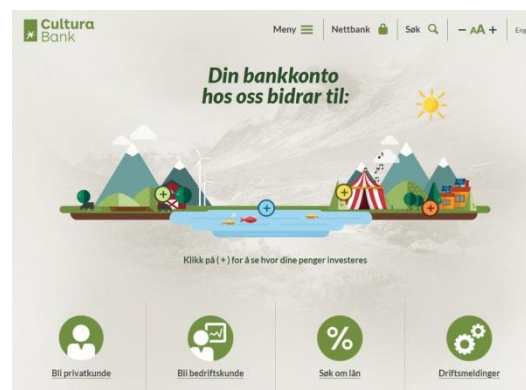 Cultura
Bank
Meny
Nettbank
Søk
– AA +
Eng
Din bankkonto
hos oss bidrar til:
Klikk på ( + ) for å se hvor dine penger investeres
%
Bli privatkunde
Bli bedriftskunde
Søk om lån
Driftsmeldinger